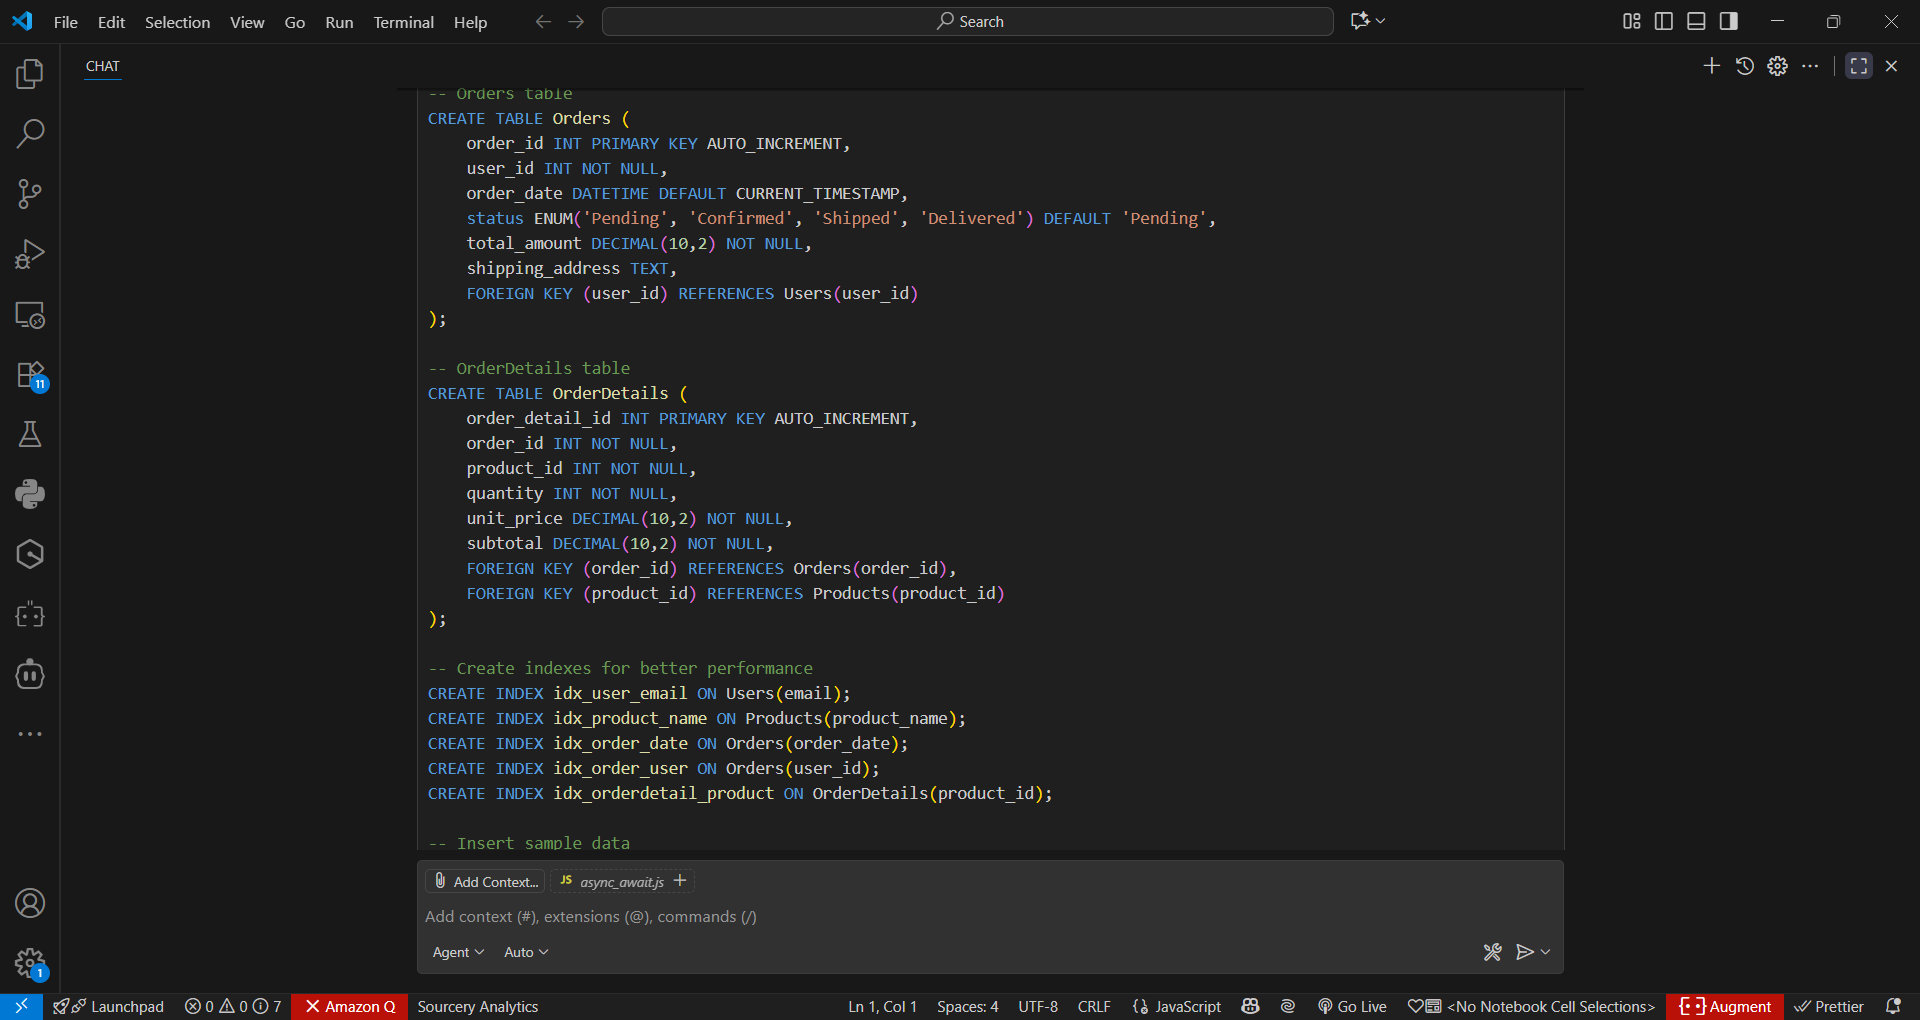 File Edit Selection View Go Run Terminal Help Search
CHAT
-- Orders table
CREATE TABLE Orders (
    order_id INT PRIMARY KEY AUTO_INCREMENT,
    user_id INT NOT NULL,
    order_date DATETIME DEFAULT CURRENT_TIMESTAMP,
    status ENUM('Pending', 'Confirmed', 'Shipped', 'Delivered') DEFAULT 'Pending',
    total_amount DECIMAL(10,2) NOT NULL,
    shipping_address TEXT,
    FOREIGN KEY (user_id) REFERENCES Users(user_id)
);
-- OrderDetails table
CREATE TABLE OrderDetails (
    order_detail_id INT PRIMARY KEY AUTO_INCREMENT,
    order_id INT NOT NULL,
    product_id INT NOT NULL,
    quantity INT NOT NULL,
    unit_price DECIMAL(10,2) NOT NULL,
    subtotal DECIMAL(10,2) NOT NULL,
    FOREIGN KEY (order_id) REFERENCES Orders(order_id),
    FOREIGN KEY (product_id) REFERENCES Products(product_id)
);
-- Create indexes for better performance
CREATE INDEX idx_user_email ON Users(email);
CREATE INDEX idx_product_name ON Products(product_name);
CREATE INDEX idx_order_date ON Orders(order_date);
CREATE INDEX idx_order_user ON Orders(user_id);
CREATE INDEX idx_orderdetail_product ON OrderDetails(product_id);
-- Insert sample data
11
1
Add Context... JS async_await.js +
Add context (#), extensions (@), commands (/)
Agent Auto
Launchpad 0 0 7 Amazon Q Sourcery Analytics Ln 1, Col 1 Spaces: 4 UTF-8 CRLF {} JavaScript Go Live <No Notebook Cell Selections> Augment Prettier